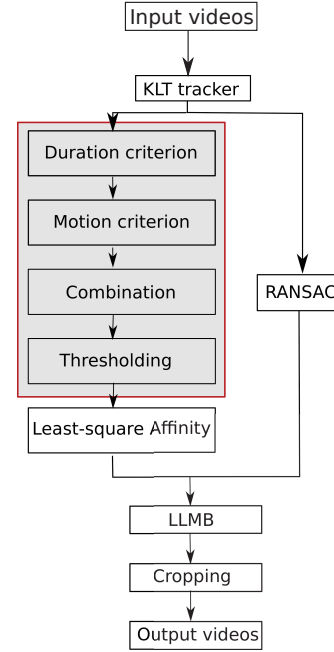 Input videos
KLT tracker
Duration criterion
Motion criterion
Combination
RANSAC
Thresholding
Least-square Affinity
LLMB
Cropping
Output videos